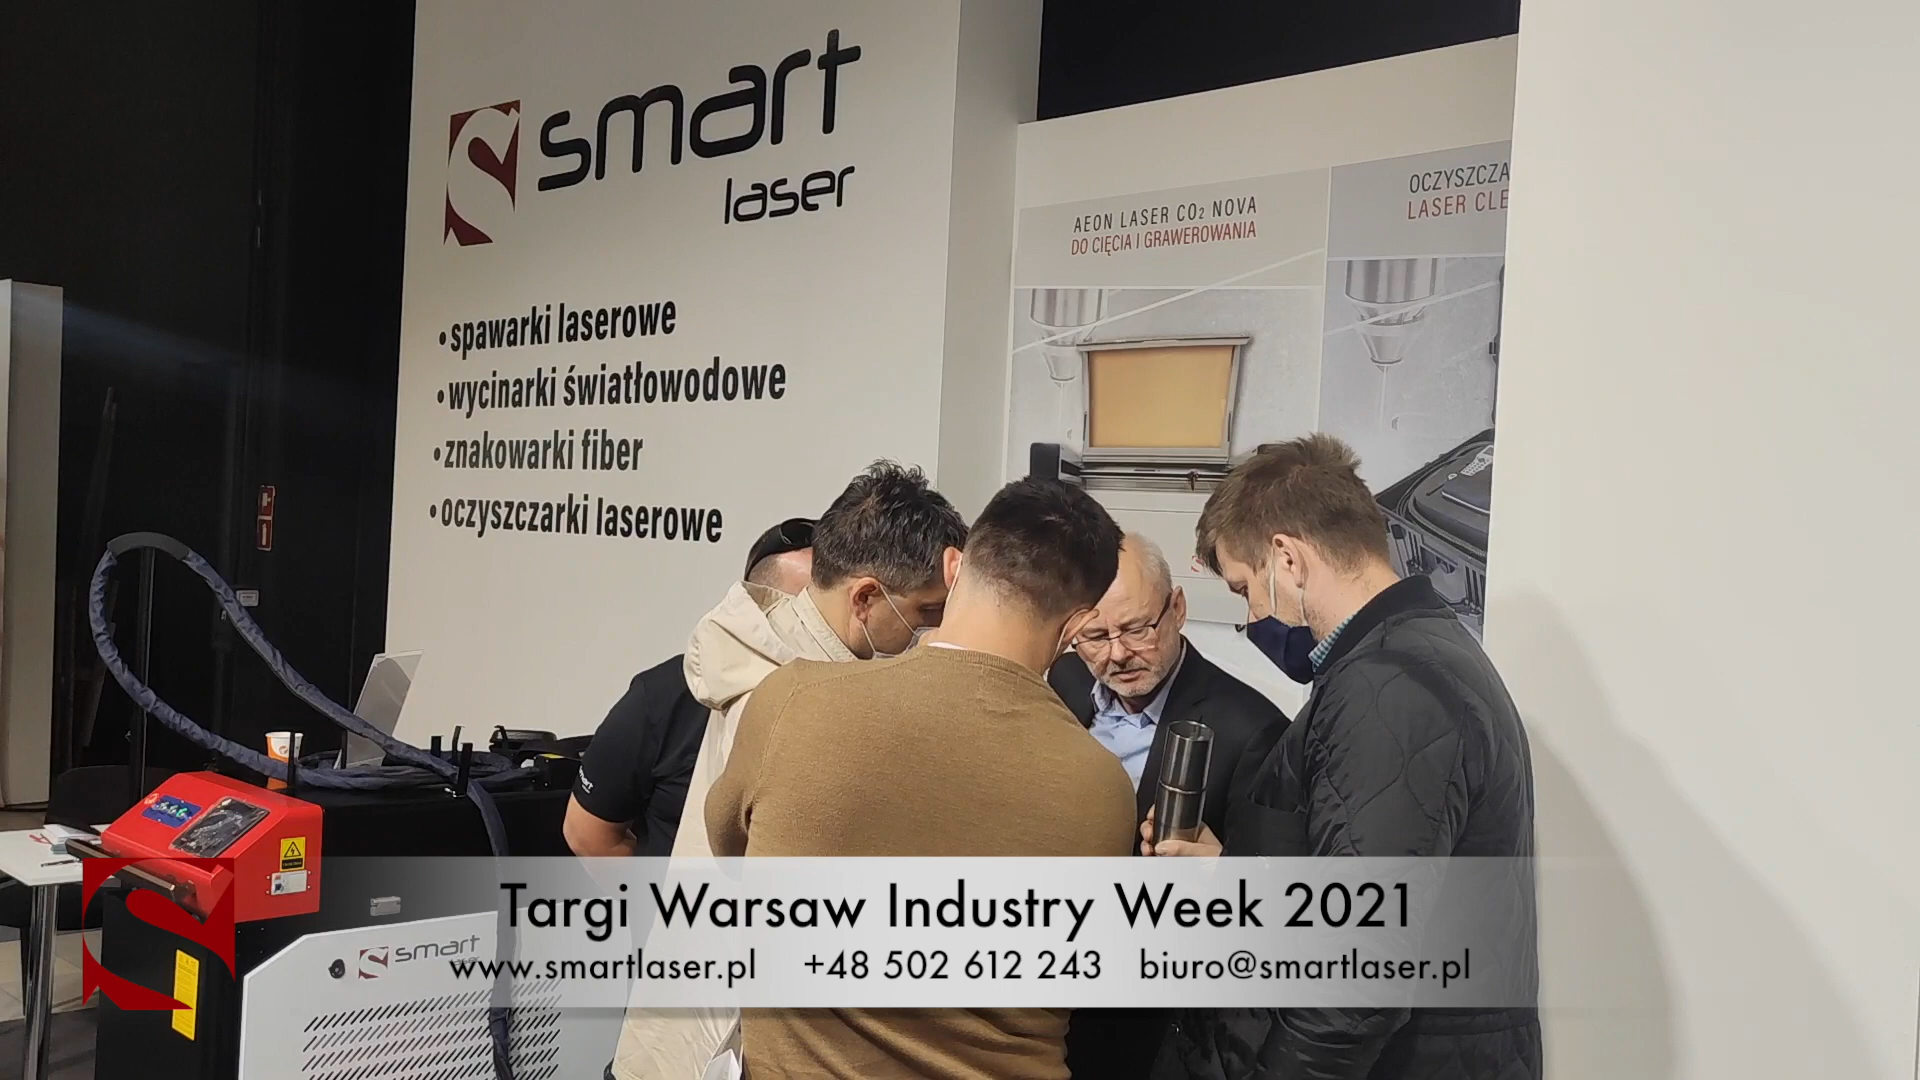 smart
laser
• spawarki laserowe
• wycinarki światłowodowe
• znakowarki fiber
• oczyszczarki laserowe
AEON LASER CO₂ NOVA
DO CIĘCIA I GRAWEROWANIA
OCZYSZCZA
LASER CLE
smart
Targi Warsaw Industry Week 2021
smart
www.smartlaser.pl +48 502 612 243 biuro@smartlaser.pl